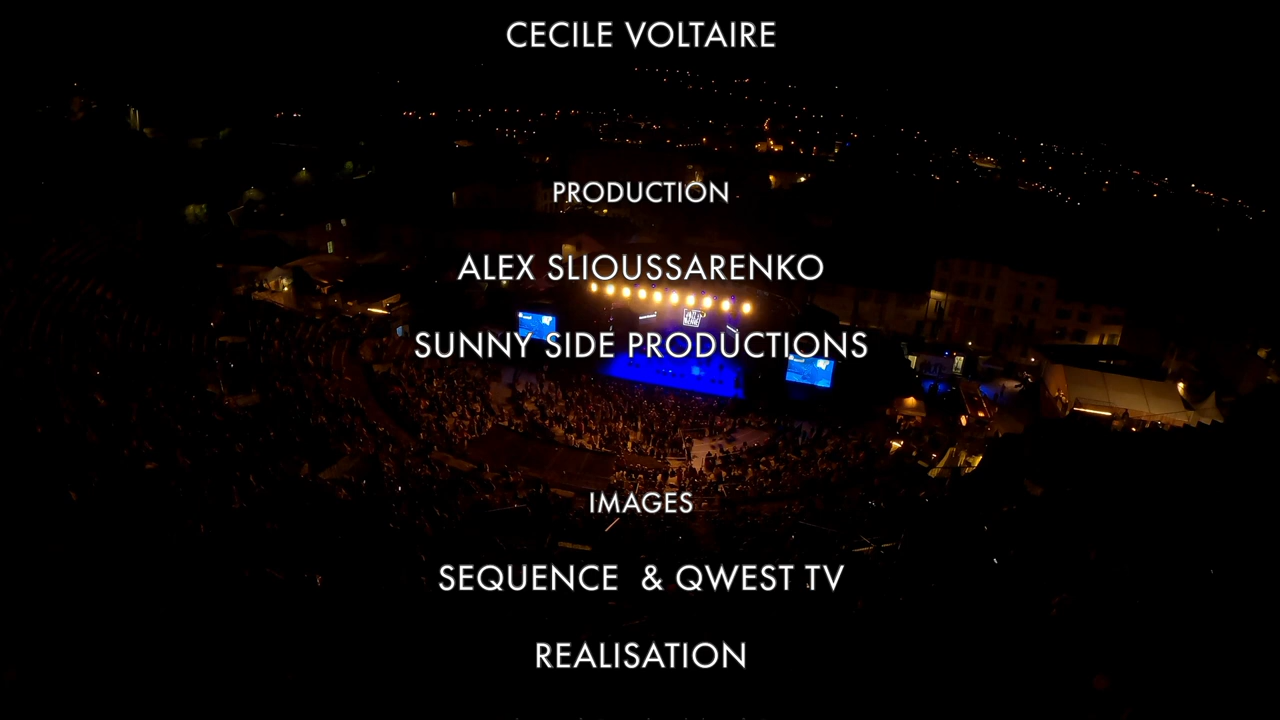 CECILE VOLTAIRE
PRODUCTION
ALEX SLIOUSSARENKO
SUNNY SIDE PRODUCTIONS
IMAGES
SEQUENCE & QWEST TV
REALISATION